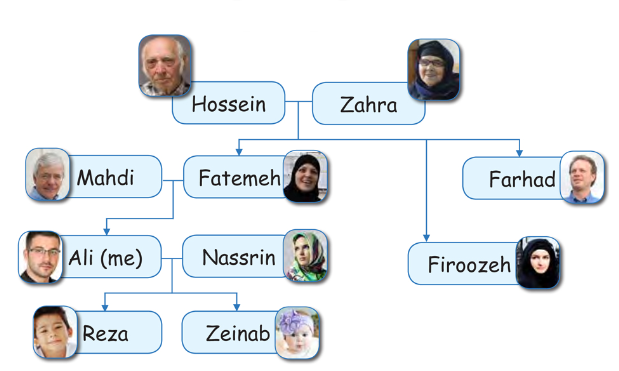 Hossein
Zahra
Mahdi
Fatemeh
Farhad
Ali (me)
Nassrin
Firoozeh
Reza
Zeinab